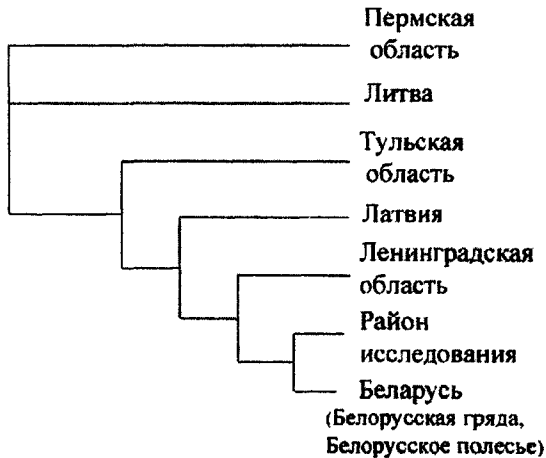 Пермская
область
Литва
Тульская
область
Латвия
Ленинградская
область
Район
исследования
Беларусь
(Белорусская гряда,
Белорусское полесье)